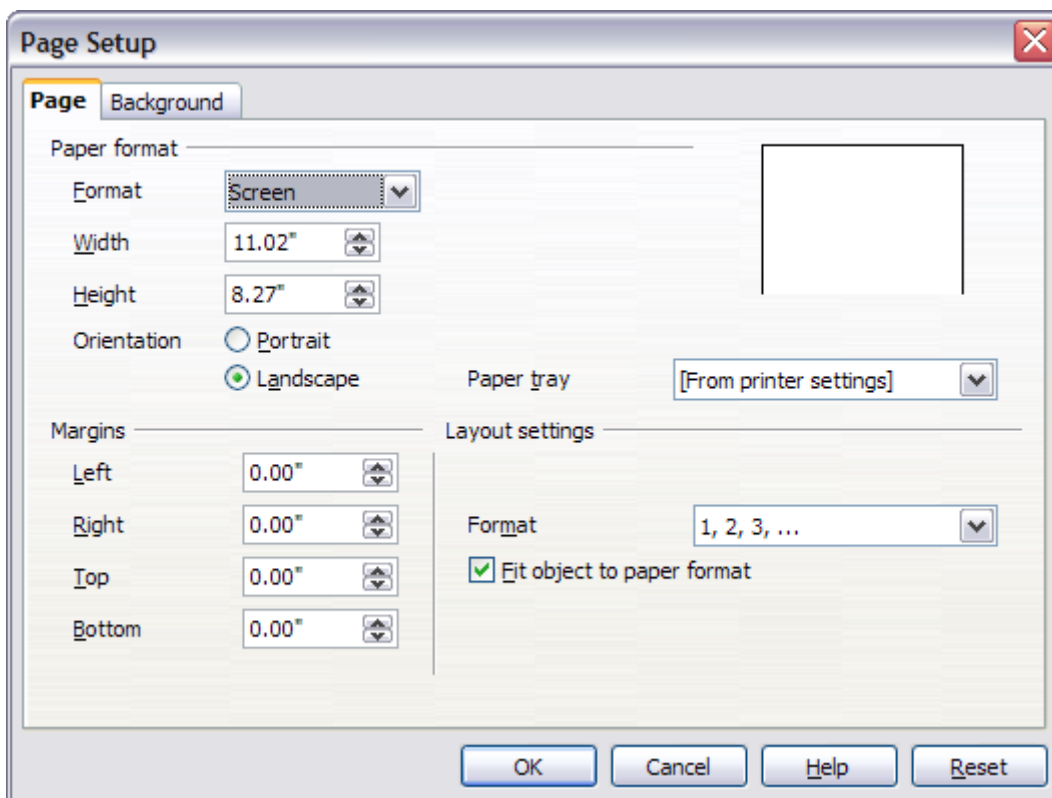 Page Setup
Page Background
Paper format
Format Screen
Width 11.02"
Height 8.27"
Orientation Portrait
Landscape Paper tray [From printer settings]
Margins Layout settings
Left 0.00"
Right 0.00" Format 1, 2, 3, ...
Top 0.00" Fit object to paper format
Bottom 0.00"
OK Cancel Help Reset